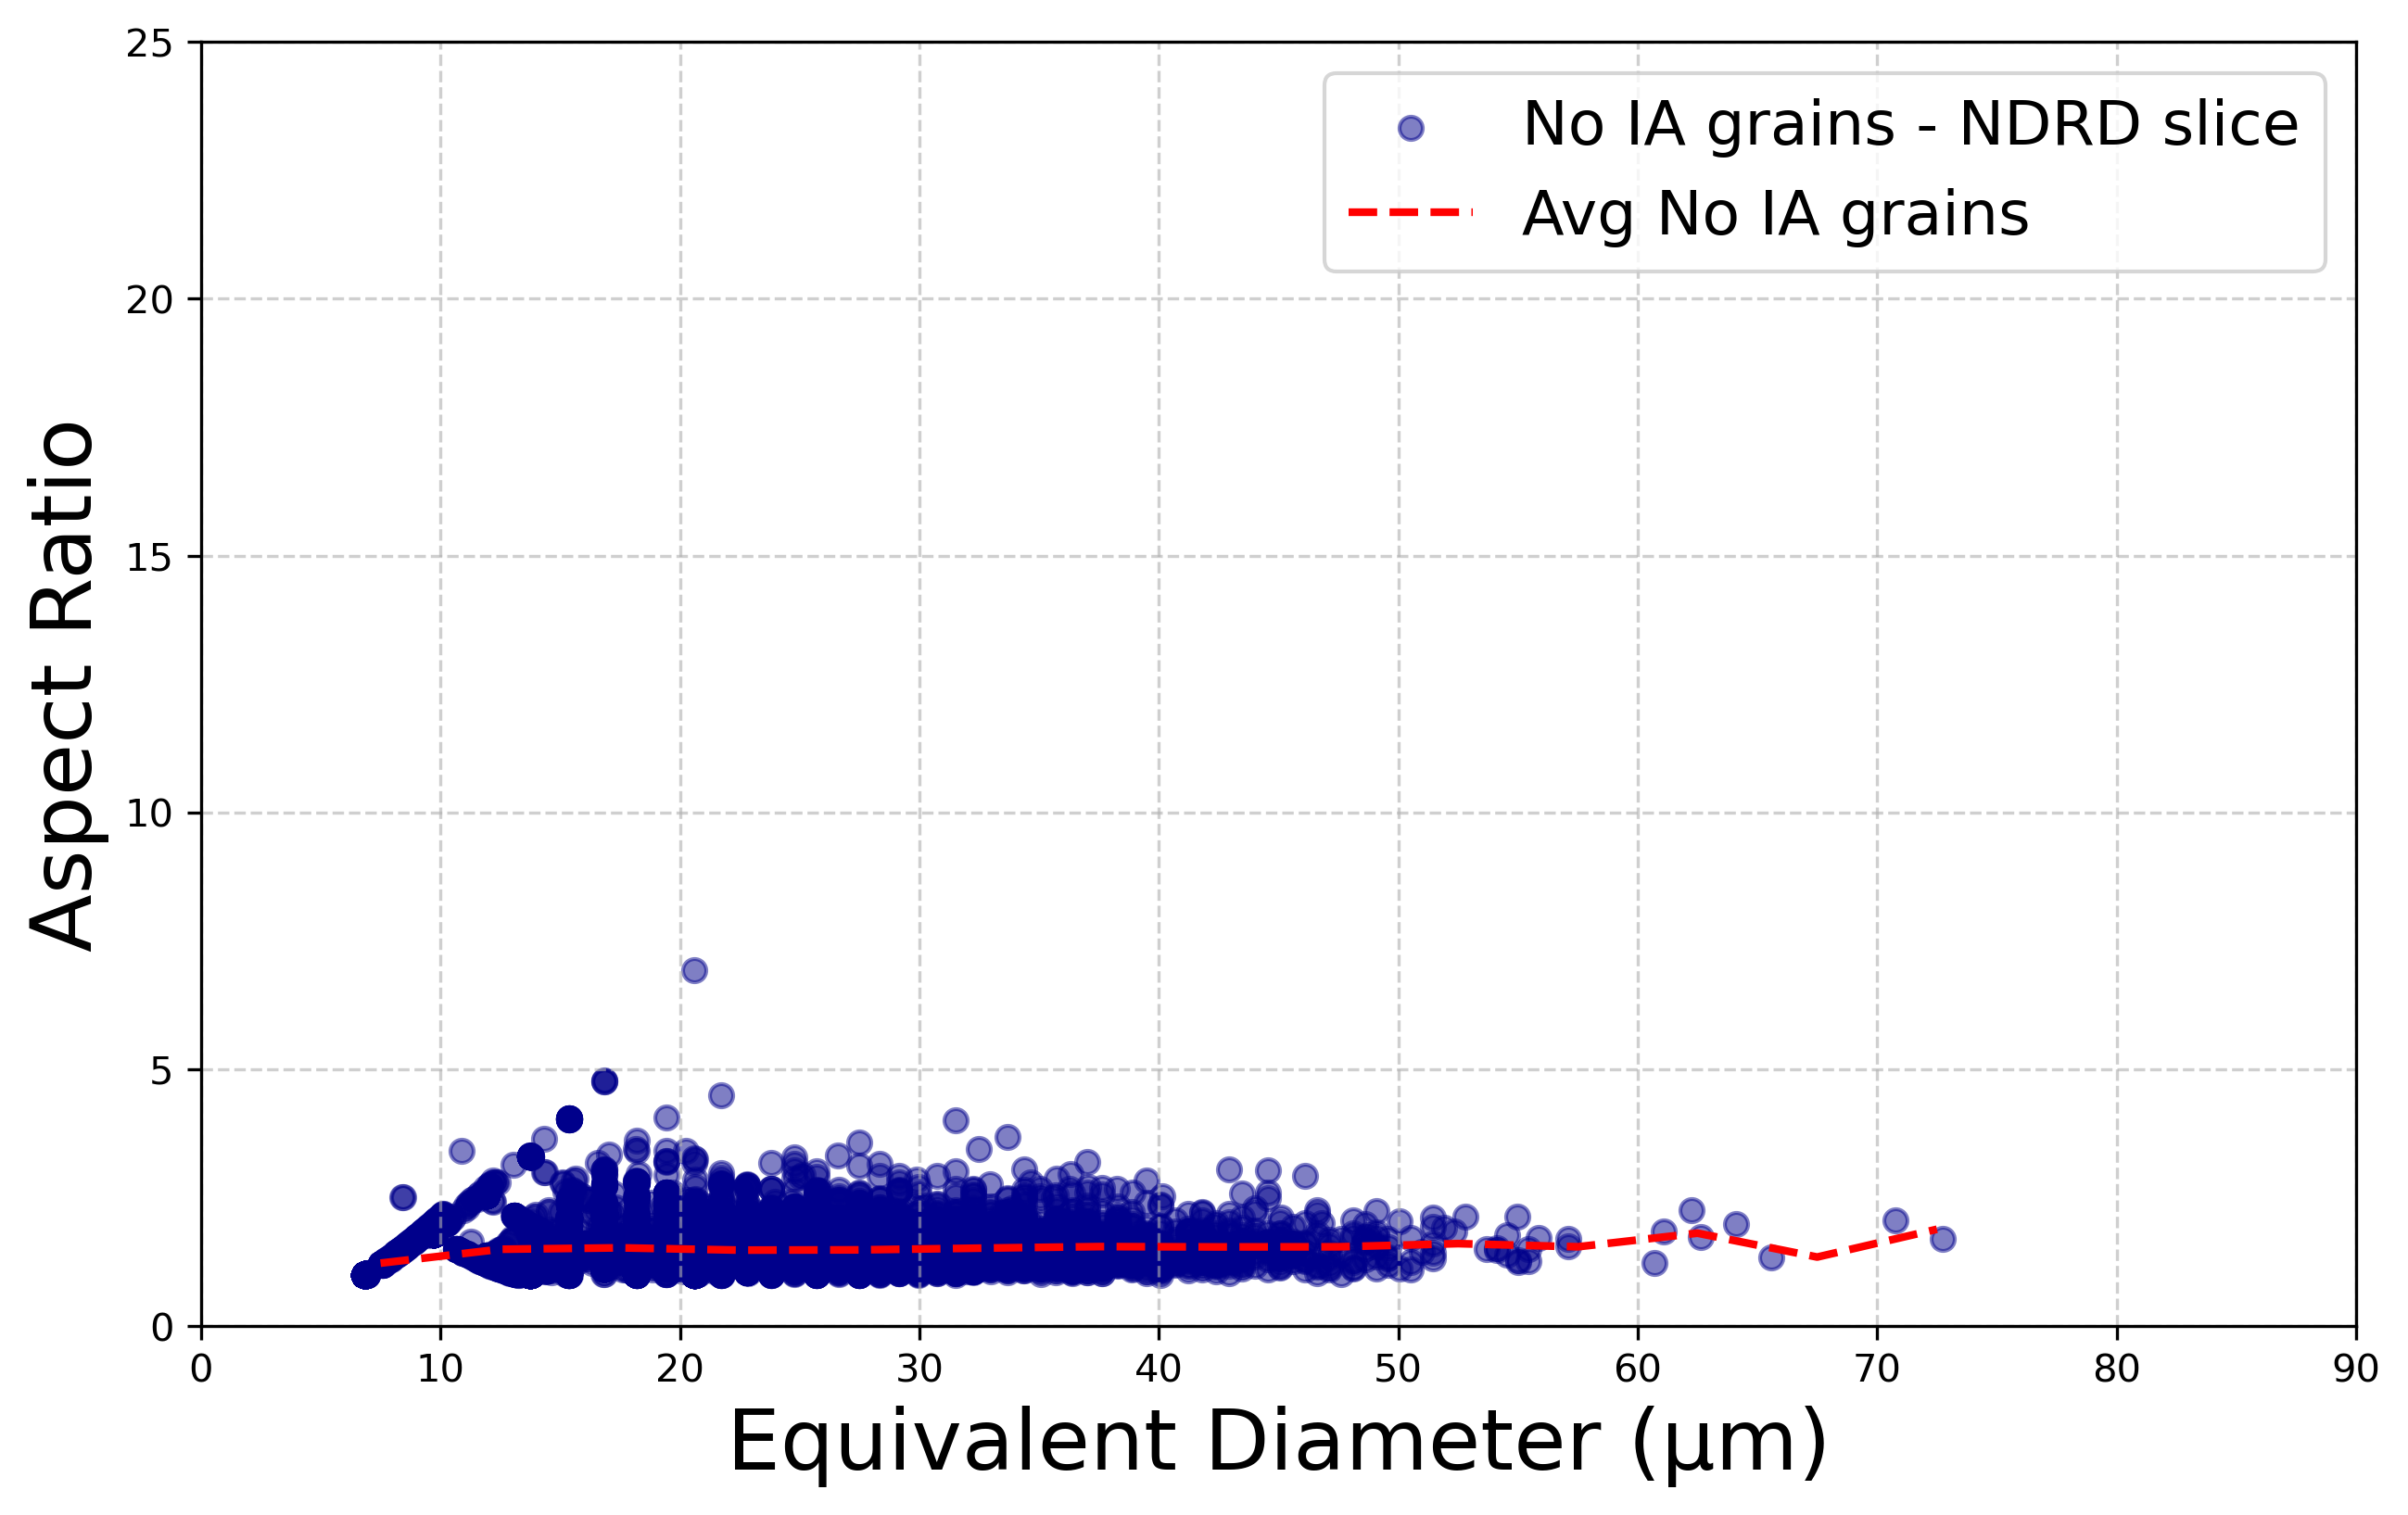 25
20
15
10
5
0
Aspect Ratio
No IA grains - NDRD slice
Avg No IA grains
0 10 20 30 40 50 60 70 80 90
Equivalent Diameter (μm)